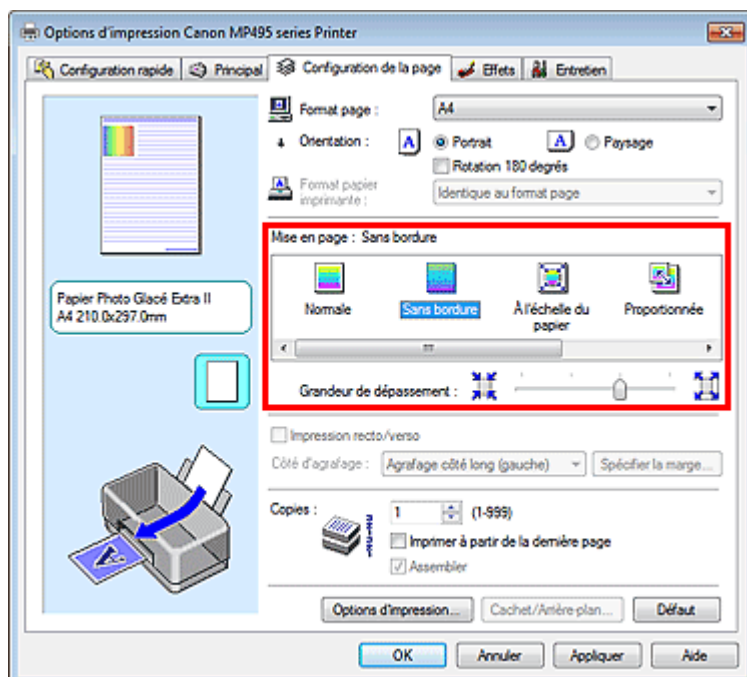 Options d'impression Canon MP495 series Printer
Configuration rapide
Principal
Configuration de la page
Effets
Entretien
Format page :
A4
Orientation :
A
Portrait
A
Paysage
Rotation 180 degrés
Format papier
imprimante :
Identique au format page
Mise en page : Sans bordure
Normale
Sans bordure
À l'échelle du
papier
Proportionnée
Grandeur de dépassement :
Papier Photo Glacé Extra II
A4 210.0x297.0mm
Impression recto/verso
Côté d'agrafage :
Agrafage côté long (gauche)
Spécifier la marge...
Copies :
1
(1-999)
Imprimer à partir de la dernière page
Assembler
Options d'impression...
Cachet/Arrière-plan...
Défaut
OK
Annuler
Appliquer
Aide